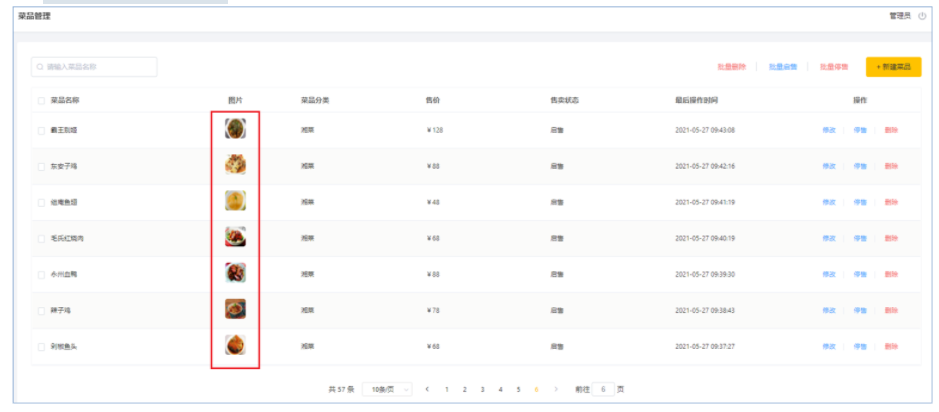 菜品管理 管理员
请输入菜品名称 批量删除 批量启售 批量停售 + 新建菜品
菜品名称 图片 菜品分类 售价 售卖状态 最后操作时间 操作
霸王别姬 湘菜 ¥ 128 启售 2021-05-27 09:43:08 修改 停售 删除
东安子鸡 湘菜 ¥ 88 启售 2021-05-27 09:42:16 修改 停售 删除
组庵鱼翅 湘菜 ¥ 48 启售 2021-05-27 09:41:19 修改 停售 删除
毛氏红烧肉 湘菜 ¥ 68 启售 2021-05-27 09:40:19 修改 停售 删除
永州血鸭 湘菜 ¥ 88 启售 2021-05-27 09:39:30 修改 停售 删除
辣子鸡 湘菜 ¥ 78 启售 2021-05-27 09:38:43 修改 停售 删除
剁椒鱼头 湘菜 ¥ 68 启售 2021-05-27 09:37:27 修改 停售 删除
共 57 条 10条/页 < 1 2 3 4 5 6 > 前往 6 页